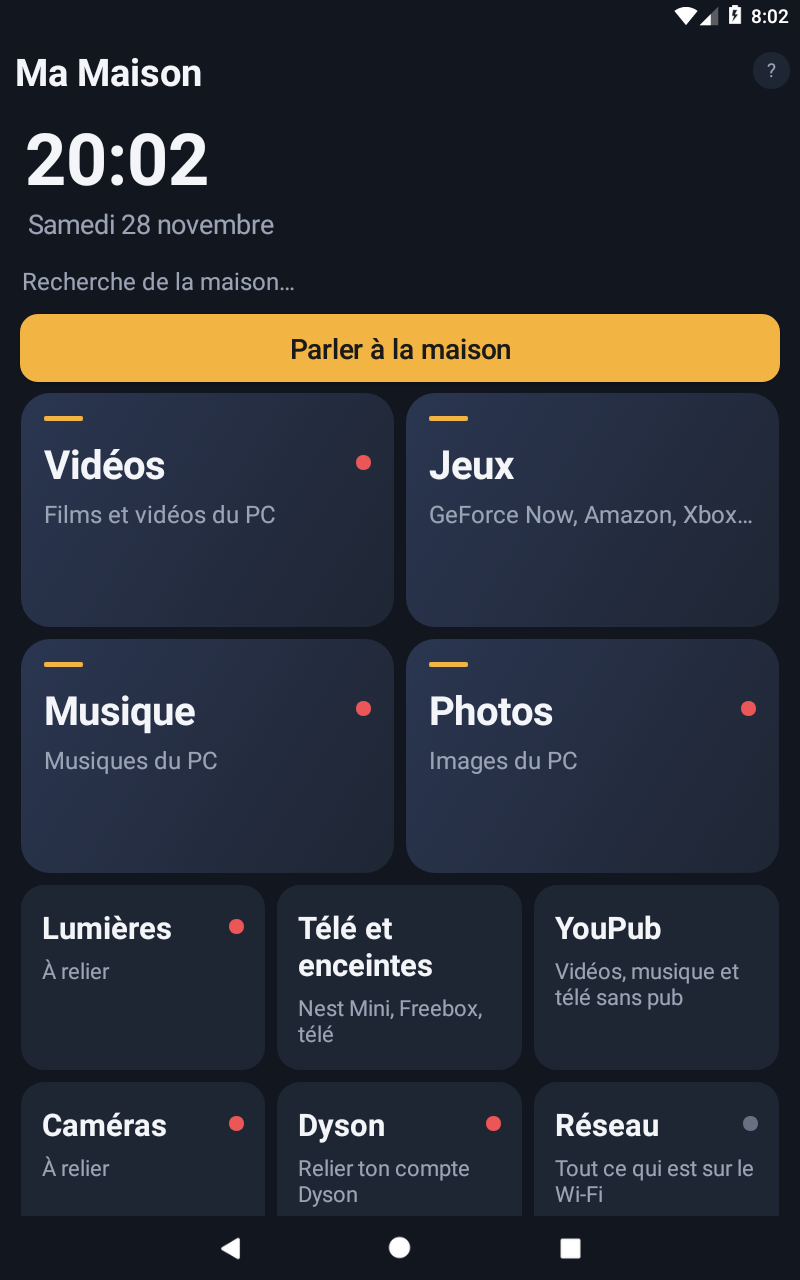 8:02
Ma Maison
?
20:02
Samedi 28 novembre
Recherche de la maison…
Parler à la maison
Vidéos
Films et vidéos du PC
Jeux
GeForce Now, Amazon, Xbox…
Musique
Musiques du PC
Photos
Images du PC
Lumières
À relier
Télé et
enceintes
Nest Mini, Freebox,
télé
YouPub
Vidéos, musique et
télé sans pub
Caméras
À relier
Dyson
Relier ton compte
Dyson
Réseau
Tout ce qui est sur le
Wi-Fi